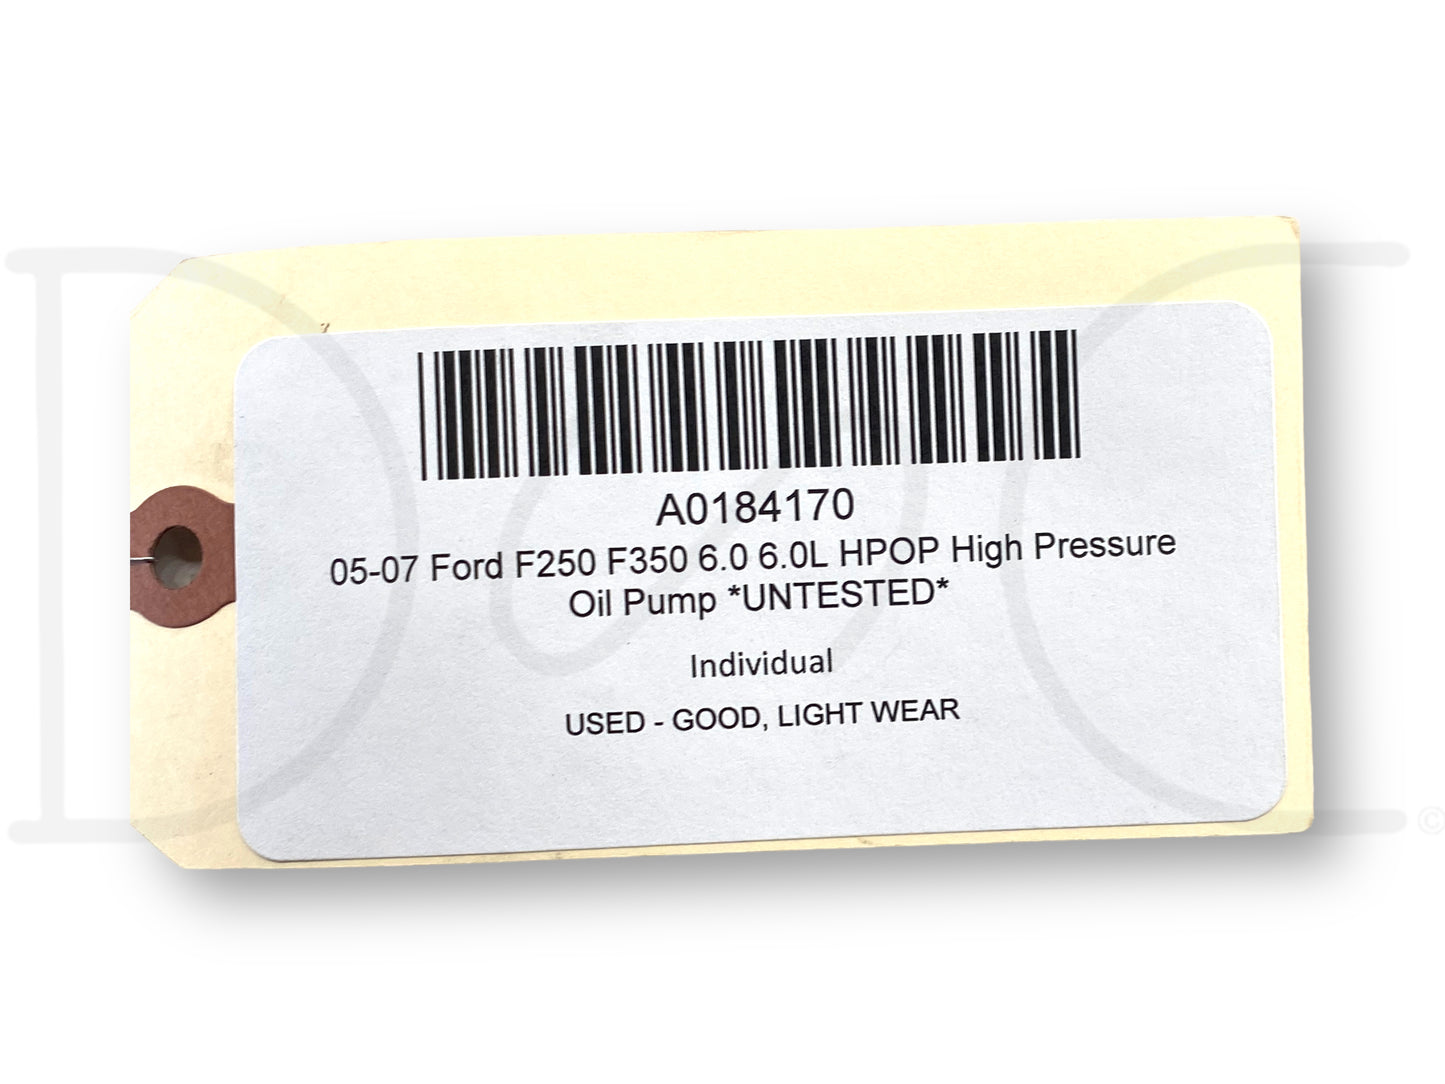 A0184170
05-07 Ford F250 F350 6.0 6.0L HPOP High Pressure
Oil Pump *UNTESTED*
Individual
USED - GOOD, LIGHT WEAR